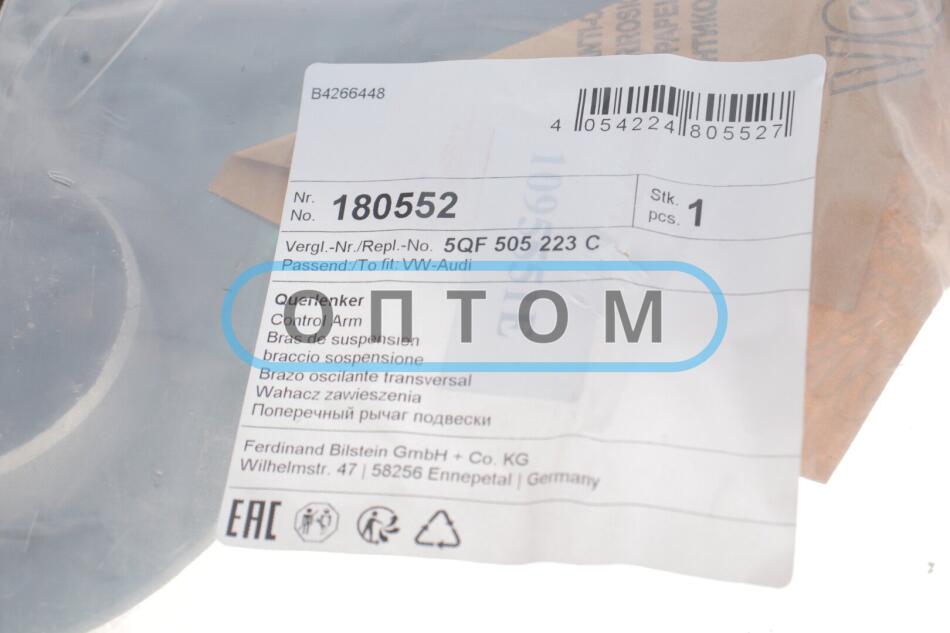 B4266448
4 054224 805527
Nr.
No. 180552
Stk.
pcs. 1
Vergl.-Nr./Repl.-No. 5QF 505 223 C
Passend:/To fit: VW-Audi
Querlenker
Control Arm
Bras de suspension
braccio sospensione
Brazo oscilante transversal
Wahacz zawieszenia
Поперечный рычаг подвески
ОПТОМ
Ferdinand Bilstein GmbH + Co. KG
Wilhelmstr. 47 | 58256 Ennepetal | Germany
EAC